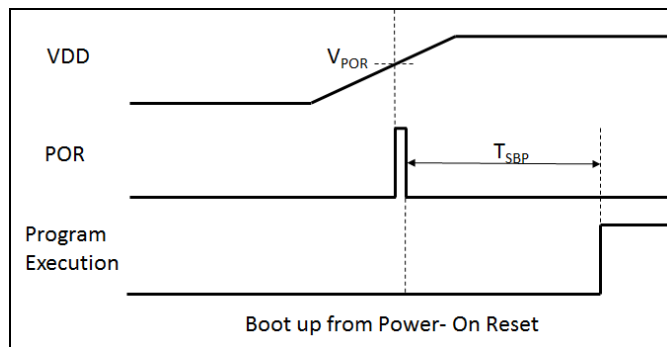 VDD
VPOR
POR
TSBP
Program
Execution
Boot up from Power- On Reset